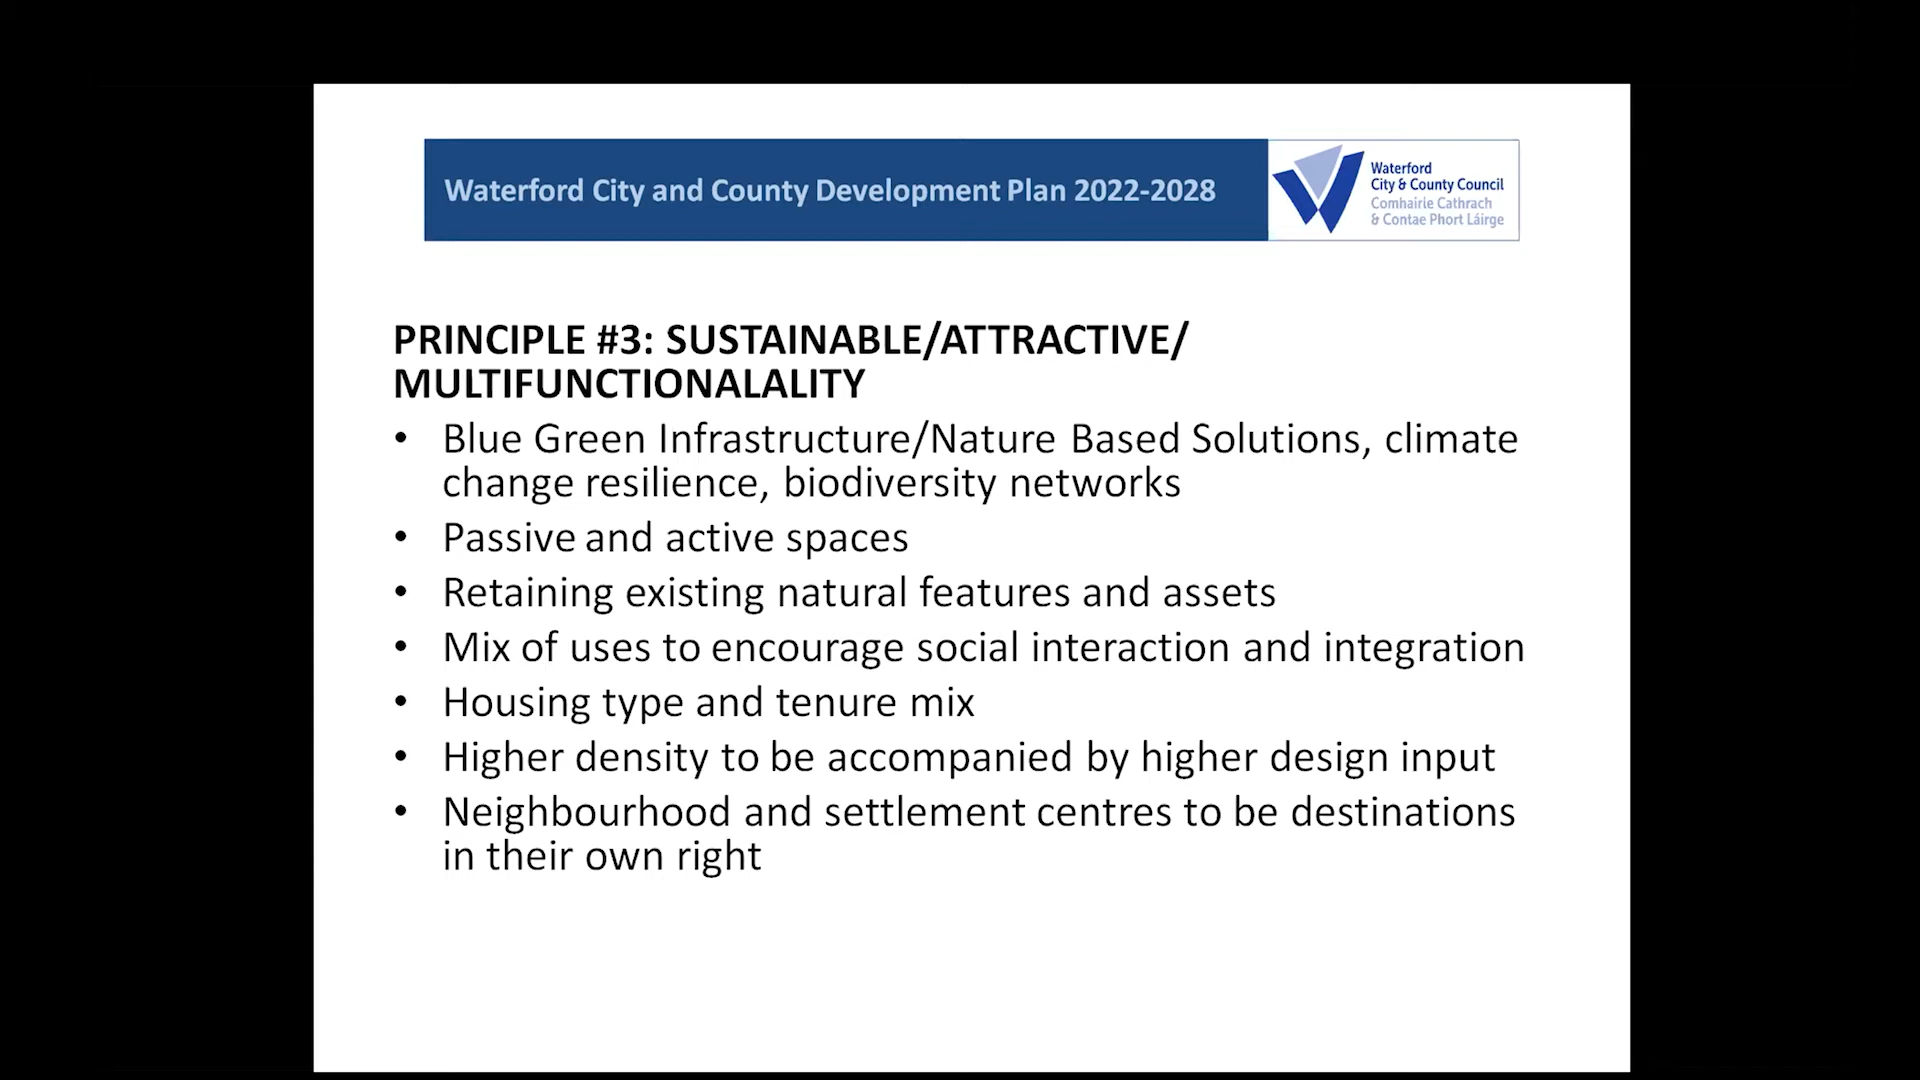 Waterford City and County Development Plan 2022-2028
Waterford
City & County Council
Comhairle Cathrach
& Contae Phort Láirge
PRINCIPLE #3: SUSTAINABLE/ATTRACTIVE/
MULTIFUNCTIONALALITY
• Blue Green Infrastructure/Nature Based Solutions, climate
change resilience, biodiversity networks
• Passive and active spaces
• Retaining existing natural features and assets
• Mix of uses to encourage social interaction and integration
• Housing type and tenure mix
• Higher density to be accompanied by higher design input
• Neighbourhood and settlement centres to be destinations
in their own right